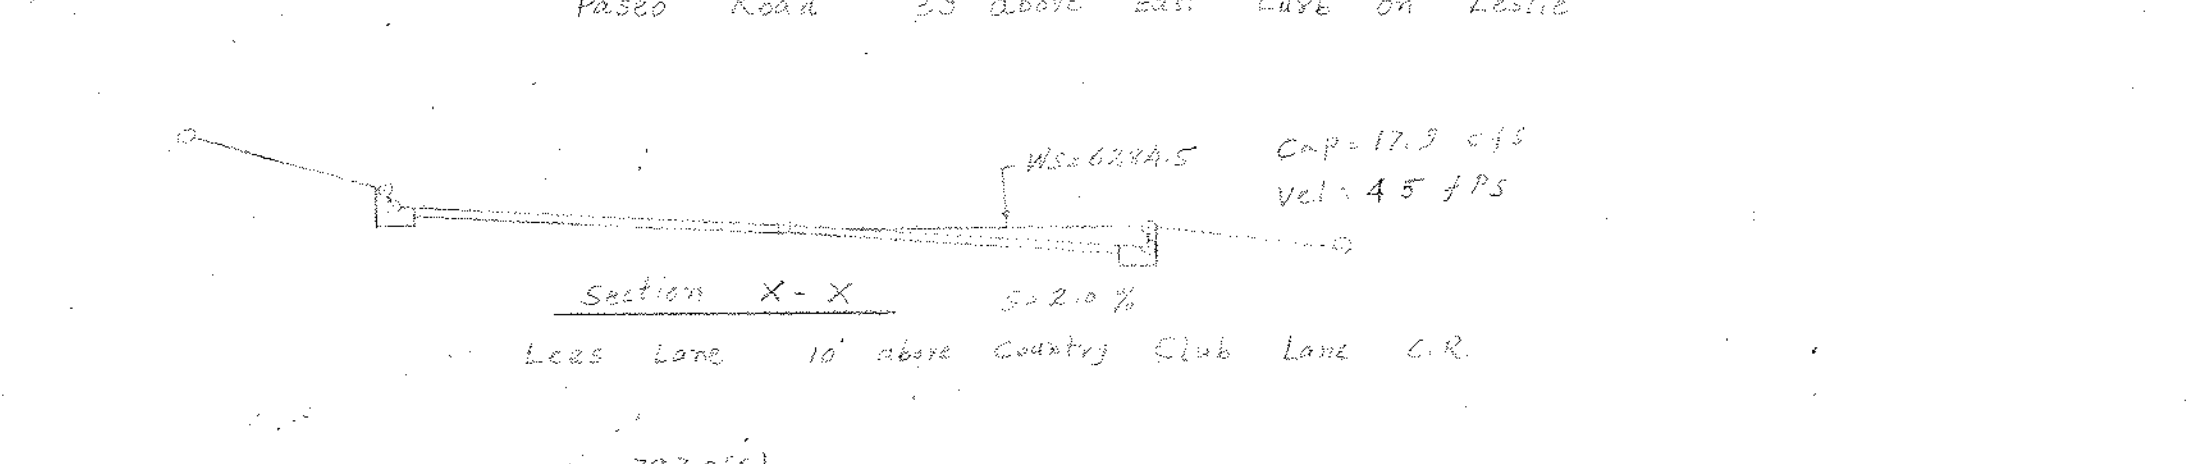 Paseo Road 35 above East Curb on Leslie
WS=6284.5
Cap=17.9 cfs
Vel= 4.5 fps
Section X-X
S=2.0 %
Lees Lane 10' above Country Club Lane C.R.